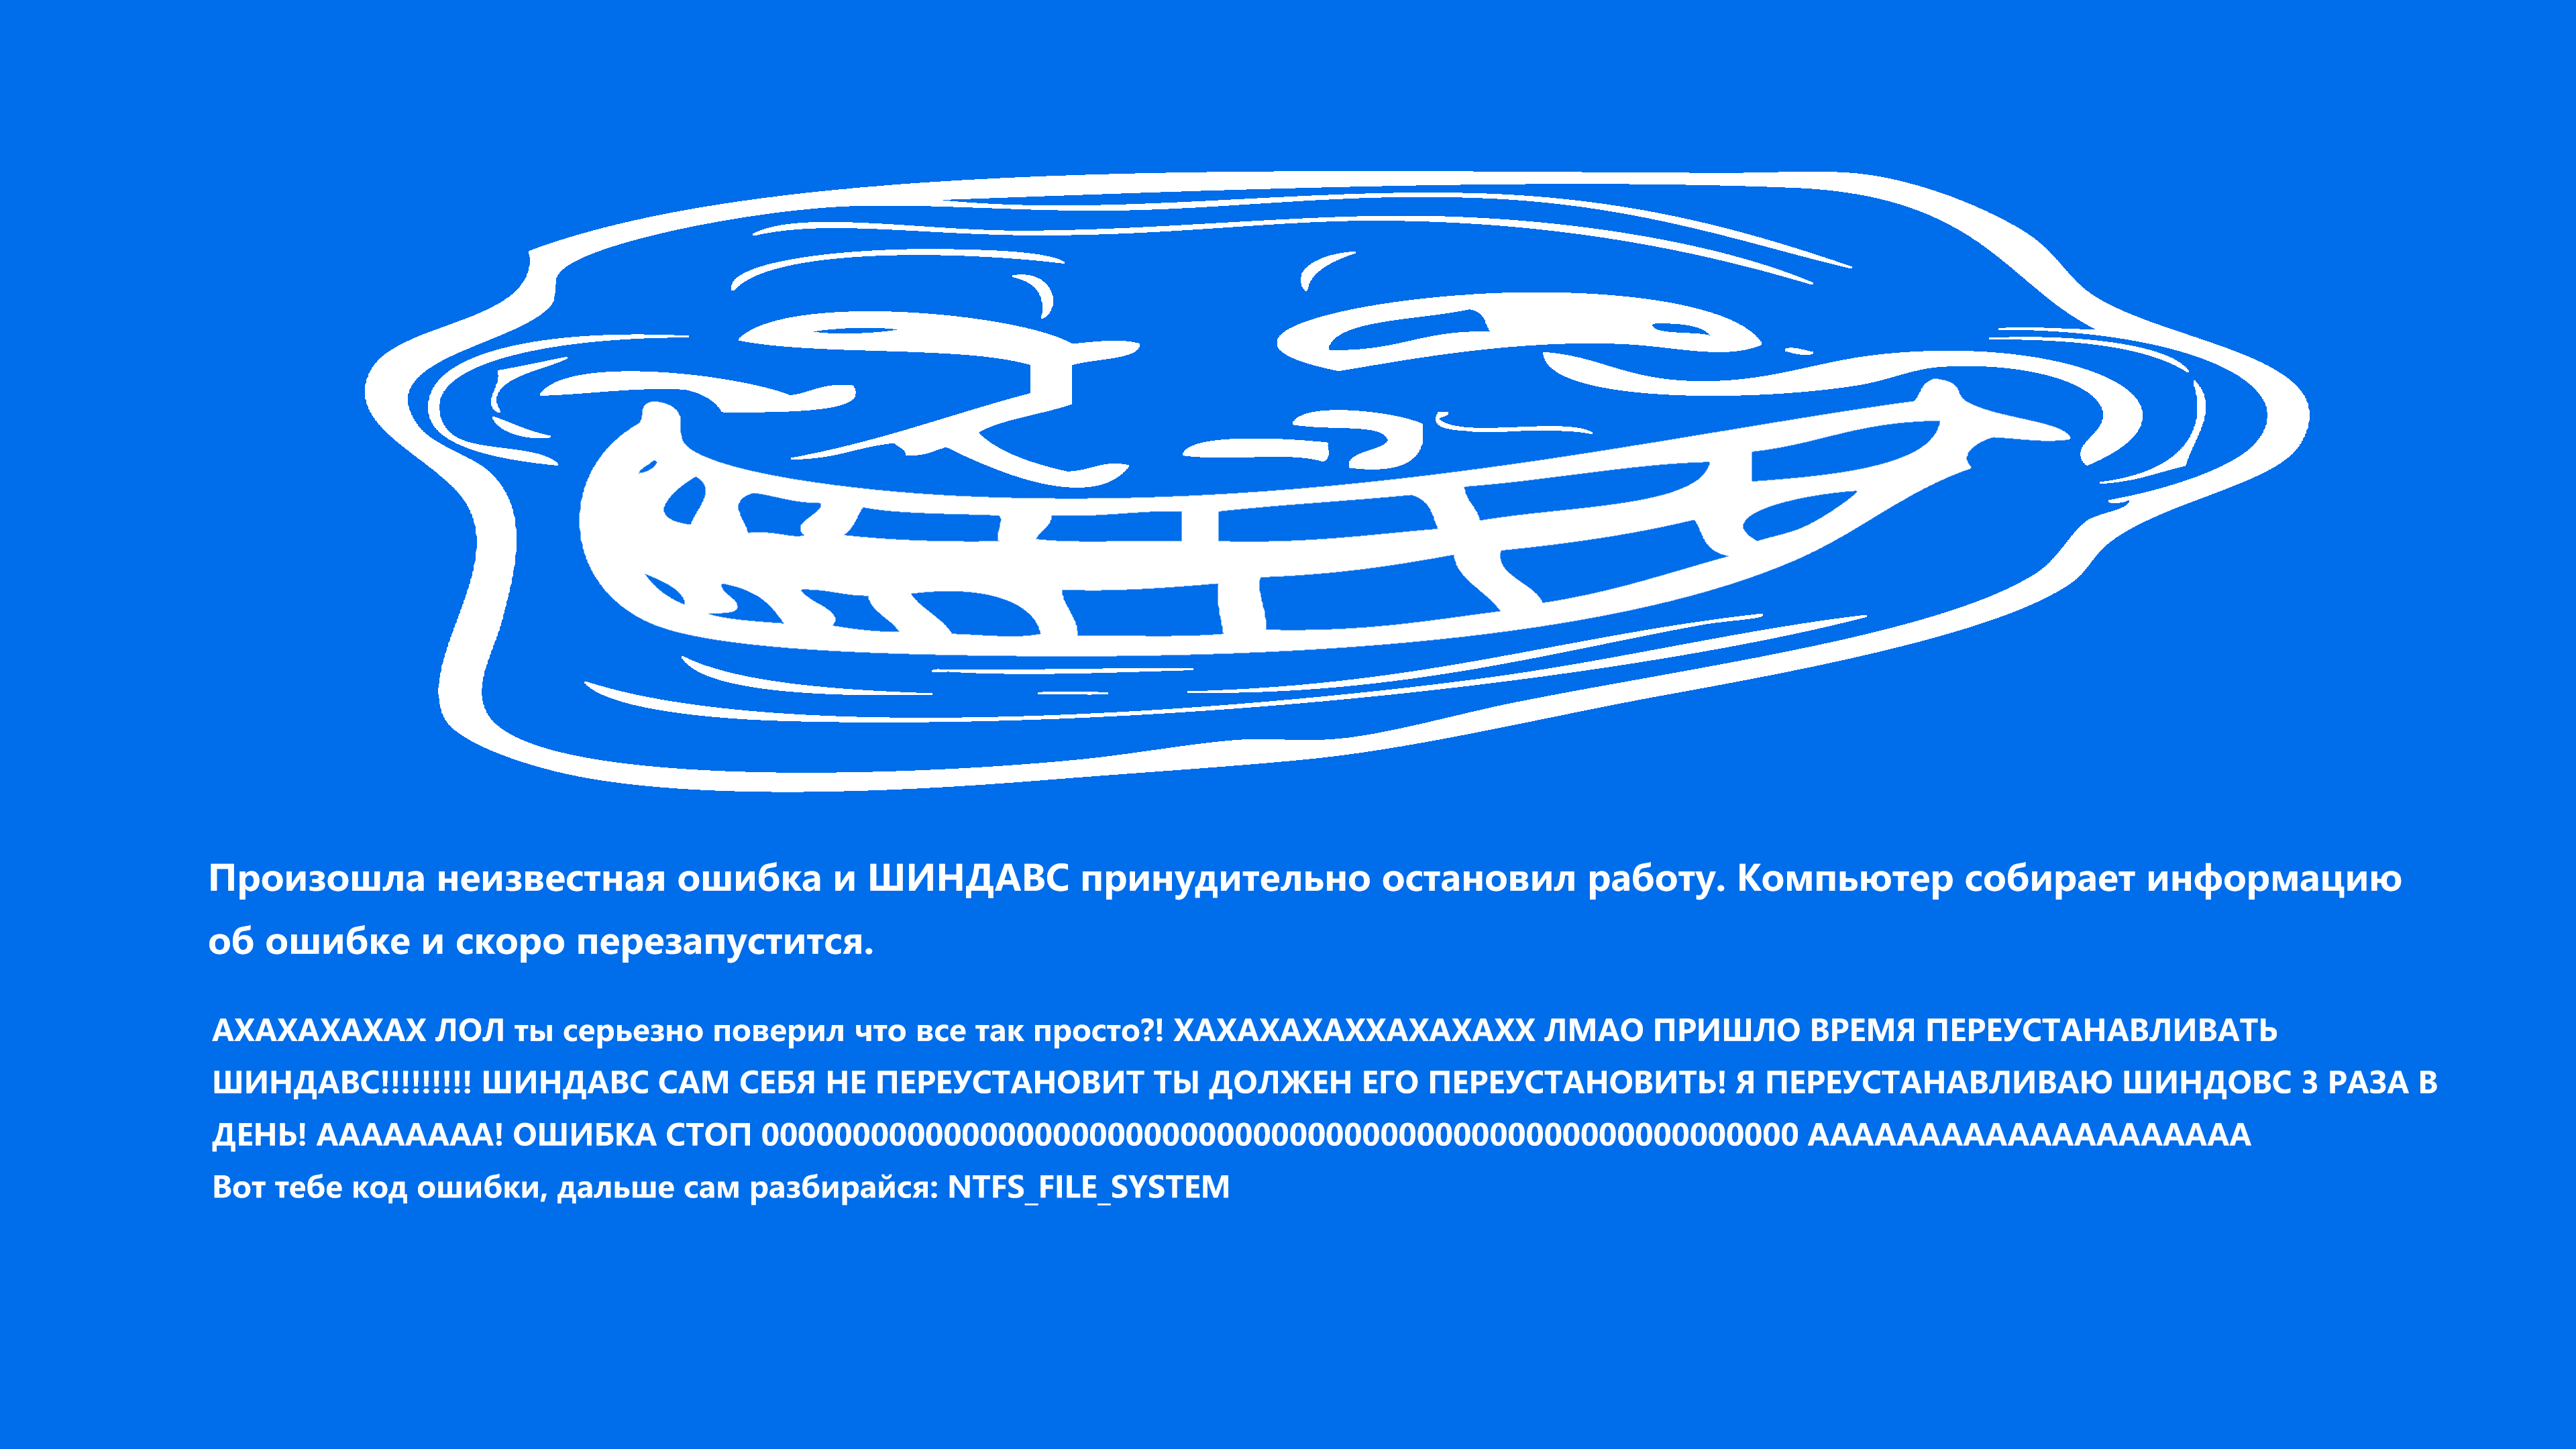 Произошла неизвестная ошибка и ШИНДАВС принудительно остановил работу. Компьютер собирает информацию
об ошибке и скоро перезапустится.
АХАХАХАХАХ ЛОЛ ты серьезно поверил что все так просто?! ХАХАХАХАХХАХАХАХХ ЛМАО ПРИШЛО ВРЕМЯ ПЕРЕУСТАНАВЛИВАТЬ
ШИНДАВС!!!!!!!!! ШИНДАВС САМ СЕБЯ НЕ ПЕРЕУСТАНОВИТ ТЫ ДОЛЖЕН ЕГО ПЕРЕУСТАНОВИТЬ! Я ПЕРЕУСТАНАВЛИВАЮ ШИНДОВС 3 РАЗА В
ДЕНЬ! АААААААА! ОШИБКА СТОП 000000000000000000000000000000000000000000000000000000000 АААААААААААААААААААА
Вот тебе код ошибки, дальше сам разбирайся: NTFS_FILE_SYSTEM